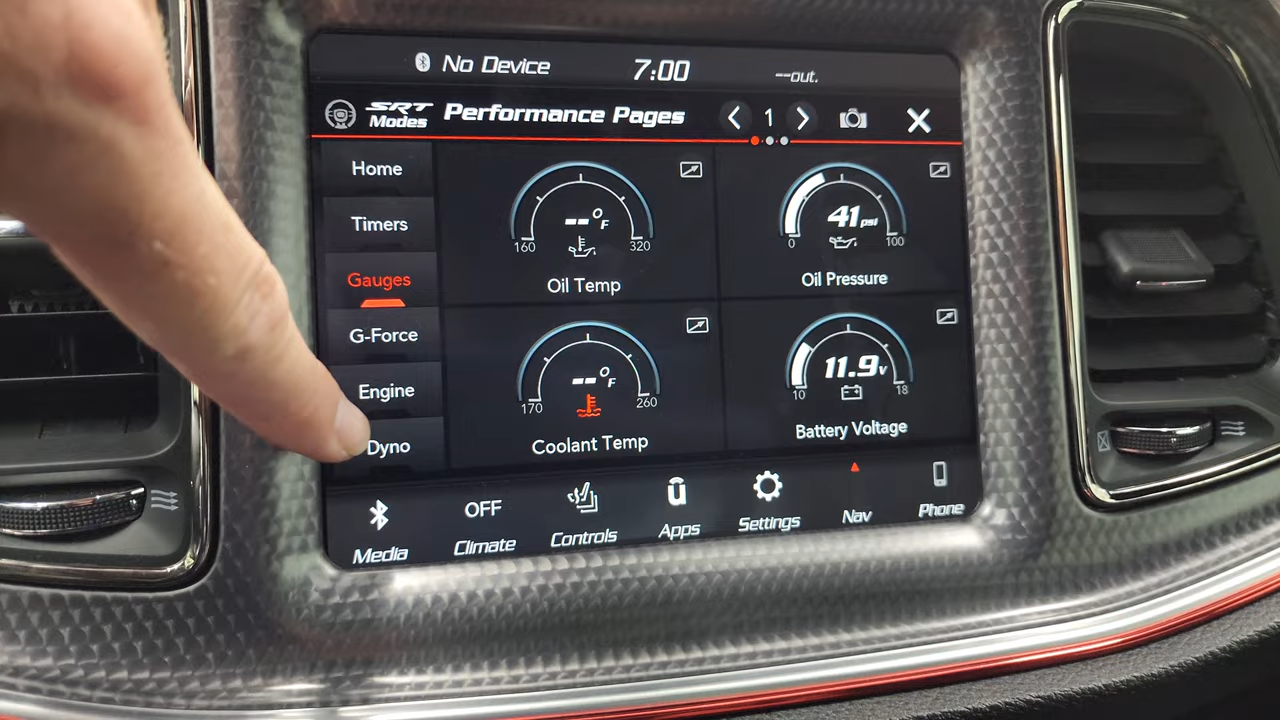 No Device 7:00 --out.
SRT Modes Performance Pages 1
Home
Timers
Gauges
G-Force
Engine
Dyno
--°F
160 320
Oil Temp
41 psi
0 100
Oil Pressure
--°F
170 260
Coolant Temp
11.9v
10 18
Battery Voltage
Media
OFF
Climate
Controls
Apps
Settings
Nav
Phone